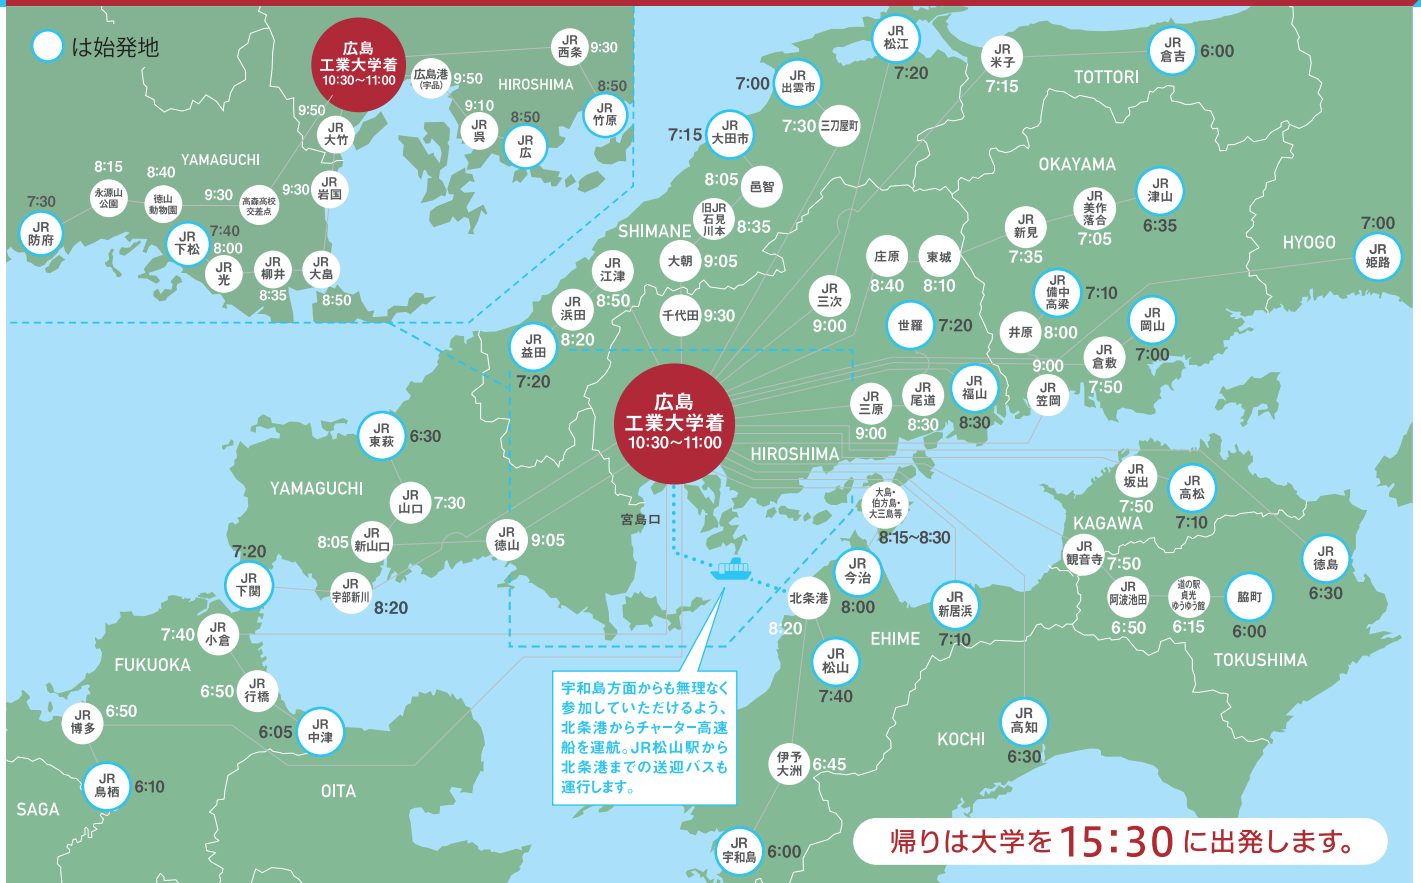 は始発地
広島
工業大学着
10:30〜11:00
JR
西条
9:30
広島港
(宇品)
9:50
HIROSHIMA
8:50
JR
竹原
9:10
JR
呉
8:50
JR
広
9:50
JR
大竹
YAMAGUCHI
8:15
永源山
公園
8:40
徳山
動物園
9:30
高森高校
交差点
9:30
JR
岩国
7:30
JR
防府
JR
下松
7:40
8:00
JR
光
JR
柳井
8:35
JR
大畠
8:50
JR
松江
7:20
JR
米子
7:15
JR
倉吉
6:00
TOTTORI
7:00
JR
出雲市
7:30
三刀屋町
7:15
JR
大田市
8:05
邑智
旧JR
石見
川本
8:35
SHIMANE
大朝
9:05
JR
江津
8:50
JR
浜田
8:20
千代田
9:30
JR
益田
7:20
OKAYAMA
JR
津山
6:35
JR
美作
落合
7:05
JR
新見
7:35
庄原
8:40
東城
8:10
JR
三次
9:00
世羅
7:20
JR
備中
高梁
7:10
井原
8:00
JR
岡山
7:00
JR
倉敷
7:50
9:00
JR
笠岡
HYOGO
7:00
JR
姫路
JR
福山
8:30
JR
尾道
8:30
JR
三原
9:00
広島
工業大学着
10:30〜11:00
HIROSHIMA
宮島口
JR
東萩
6:30
YAMAGUCHI
JR
山口
7:30
8:05
JR
新山口
JR
徳山
9:05
7:20
JR
下関
JR
宇部新川
8:20
7:40
JR
小倉
FUKUOKA
6:50
JR
行橋
JR
博多
6:50
6:05
JR
中津
JR
鳥栖
6:10
SAGA
OITA
大島・
伯方島・
大三島等
8:15〜8:30
JR
今治
8:00
北条港
8:20
EHIME
JR
松山
7:40
JR
新居浜
7:10
JR
坂出
7:50
JR
高松
7:10
KAGAWA
JR
観音寺
7:50
JR
阿波池田
6:50
道の駅
貞光
ゆうゆう館
6:15
脇町
6:00
JR
徳島
6:30
TOKUSHIMA
KOCHI
JR
高知
6:30
伊予
大洲
6:45
JR
宇和島
6:00
宇和島方面からも無理なく
参加していただけるよう、
北条港からチャーター高速
船を運航。JR松山駅から
北条港までの送迎バスも
運行します。
帰りは大学を15:30に出発します。